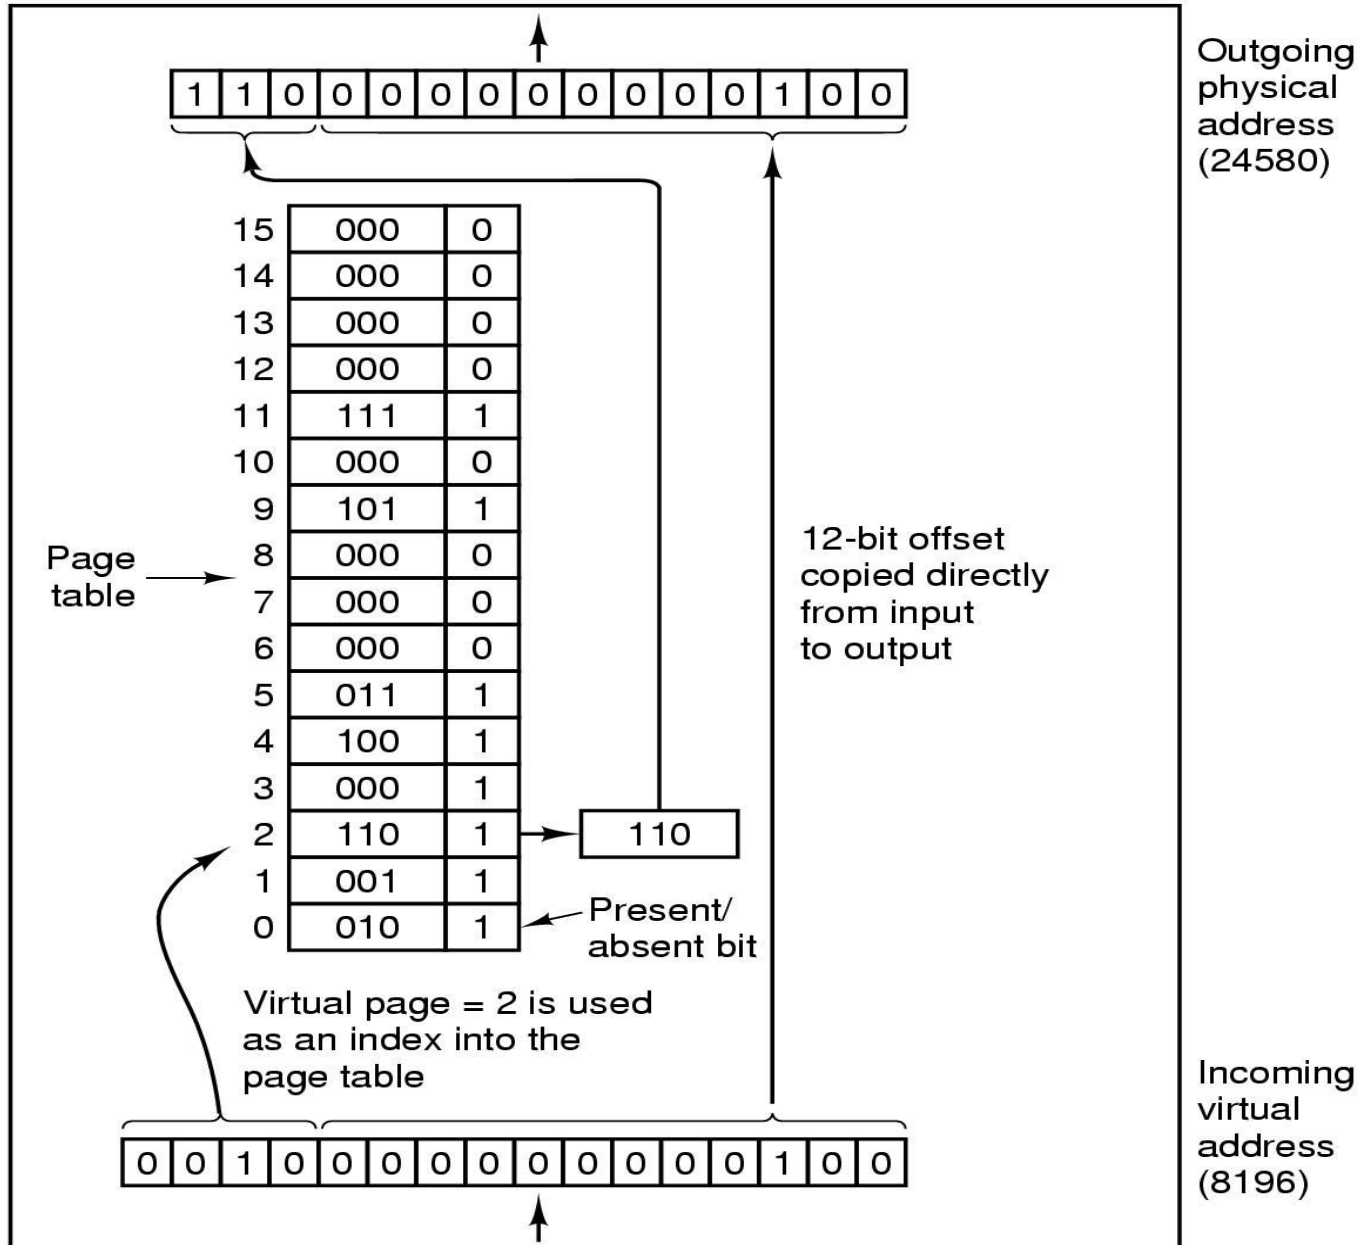 Outgoing
physical
address
(24580)
1 1 0 0 0 0 0 0 0 0 0 0 1 0 0
15 000 0
14 000 0
13 000 0
12 000 0
11 111 1
10 000 0
9 101 1
8 000 0
7 000 0
6 000 0
5 011 1
4 100 1
3 000 1
2 110 1 110
1 001 1
0 010 1
Page
table
12-bit offset
copied directly
from input
to output
Present/
absent bit
Virtual page = 2 is used
as an index into the
page table
0 0 1 0 0 0 0 0 0 0 0 0 0 1 0 0
Incoming
virtual
address
(8196)